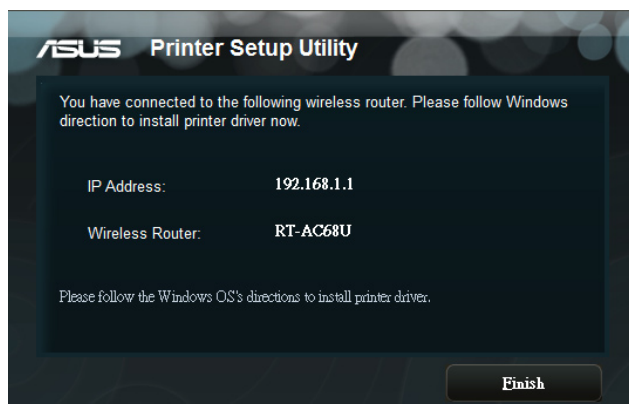 ASUS Printer Setup Utility
You have connected to the following wireless router. Please follow Windows
direction to install printer driver now.
IP Address: 192.168.1.1
Wireless Router: RT-AC68U
Please follow the Windows OS's directions to install printer driver.
Finish